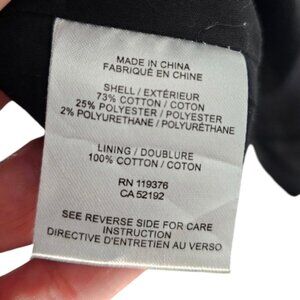 MADE IN CHINA
FABRIQUÉ EN CHINE
SHELL / EXTÉRIEUR
73% COTTON / COTON
25% POLYESTER / POLYESTER
2% POLYURETHANE / POLYURÉTHANE
LINING / DOUBLURE
100% COTTON / COTON
RN 119376
CA 52192
SEE REVERSE SIDE FOR CARE
INSTRUCTION
DIRECTIVE D'ENTRETIEN AU VERSO